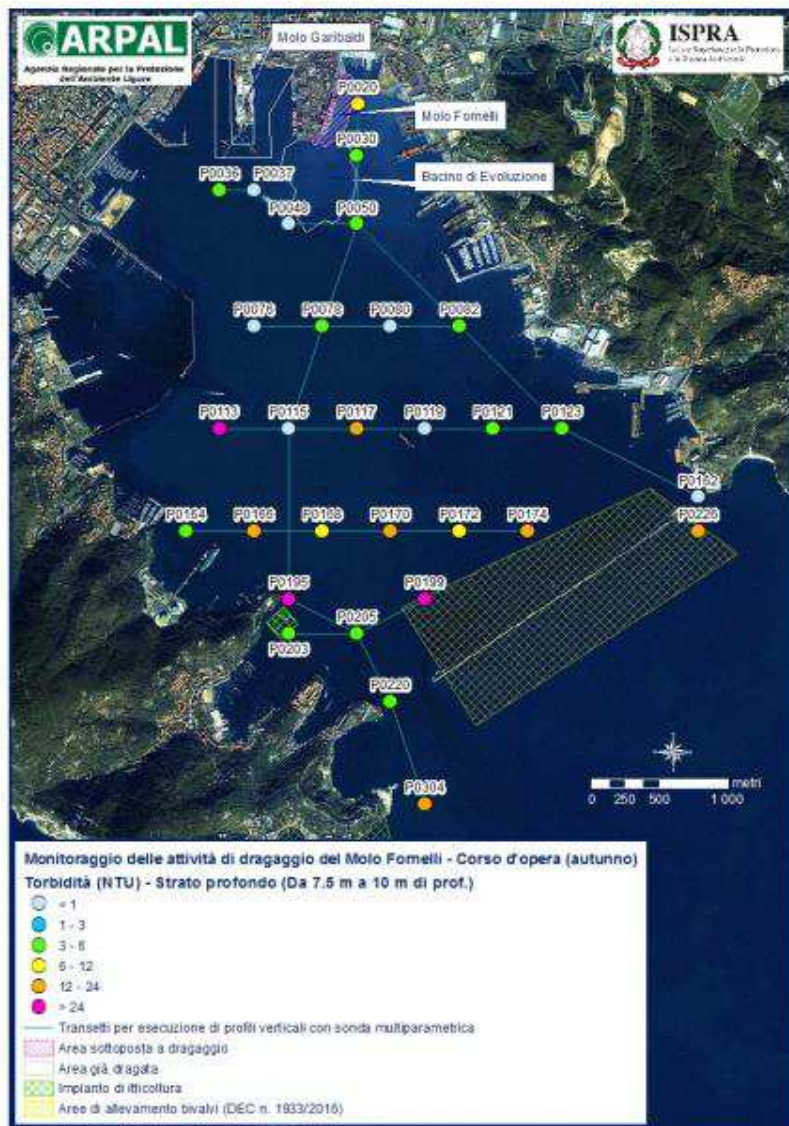 ARPAL
Agenzia Regionale per la Protezione
dell'Ambiente Ligure
ISPRA
Molo Garibaldi
P0020
Molo Fornelli
P0030
Bacino di Evoluzione
P0036
P0037
P0048
P0050
P0076
P0078
P0080
P0082
P0113
P0115
P0117
P0119
P0121
P0123
P0162
P0164
P0166
P0168
P0170
P0172
P0174
P0226
P0195
P0199
P0203
P0205
P0220
P0304
metri
0 250 500 1 000
Monitoraggio delle attività di dragaggio del Molo Fornelli - Corso d'opera (autunno)
Torbidità (NTU) - Strato profondo (Da 7.5 m a 10 m di prof.)
< 1
1 - 3
3 - 6
6 - 12
12 - 24
> 24
Transetti per esecuzione di profili verticali con sonda multiparametrica
Area sottoposta a dragaggio
Area già dragata
Impianto di itticoltura
Aree di allevamento bivalvi (DEC n. 1933/2016)